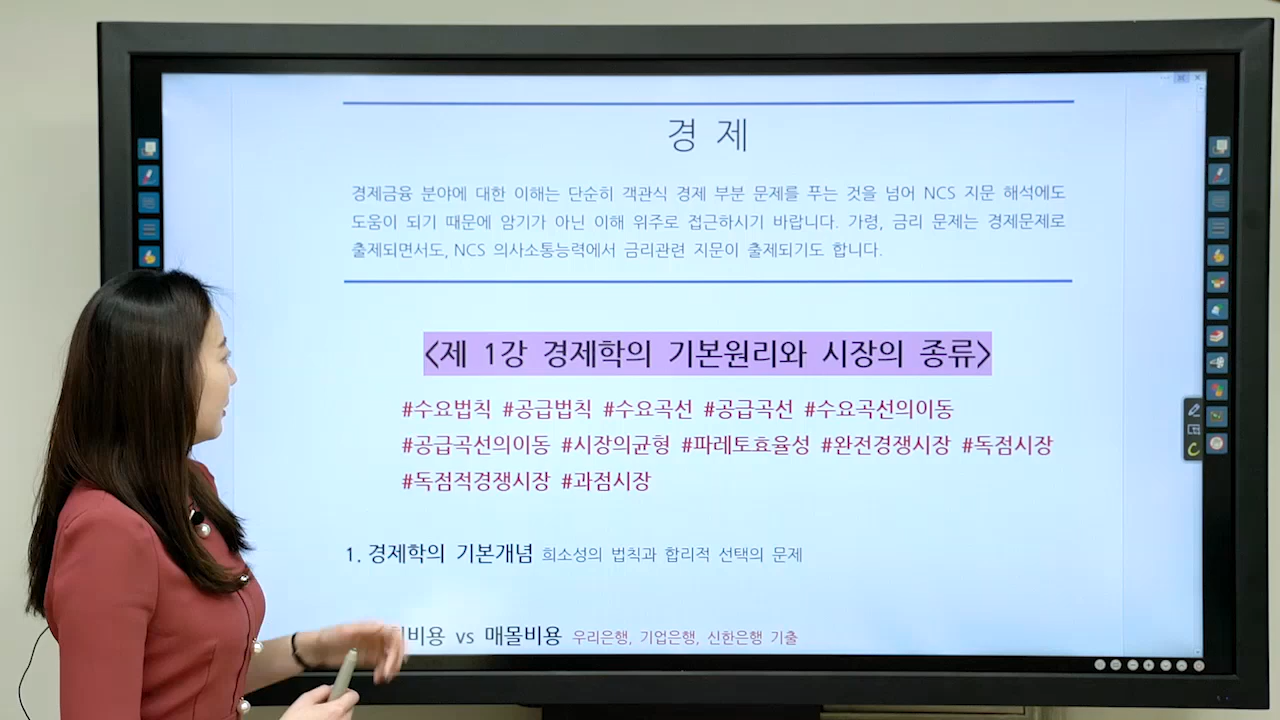 경 제
경제금융 분야에 대한 이해는 단순히 객관식 경제 부분 문제를 푸는 것을 넘어 NCS 지문 해석에도
도움이 되기 때문에 암기가 아닌 이해 위주로 접근하시기 바랍니다. 가령, 금리 문제는 경제문제로
출제되면서도, NCS 의사소통능력에서 금리관련 지문이 출제되기도 합니다.
<제 1강 경제학의 기본원리와 시장의 종류>
#수요법칙 #공급법칙 #수요곡선 #공급곡선 #수요곡선의이동
#공급곡선의이동 #시장의균형 #파레토효율성 #완전경쟁시장 #독점시장
#독점적경쟁시장 #과점시장
1. 경제학의 기본개념 희소성의 법칙과 합리적 선택의 문제
비용 vs 매몰비용 우리은행, 기업은행, 신한은행 기출